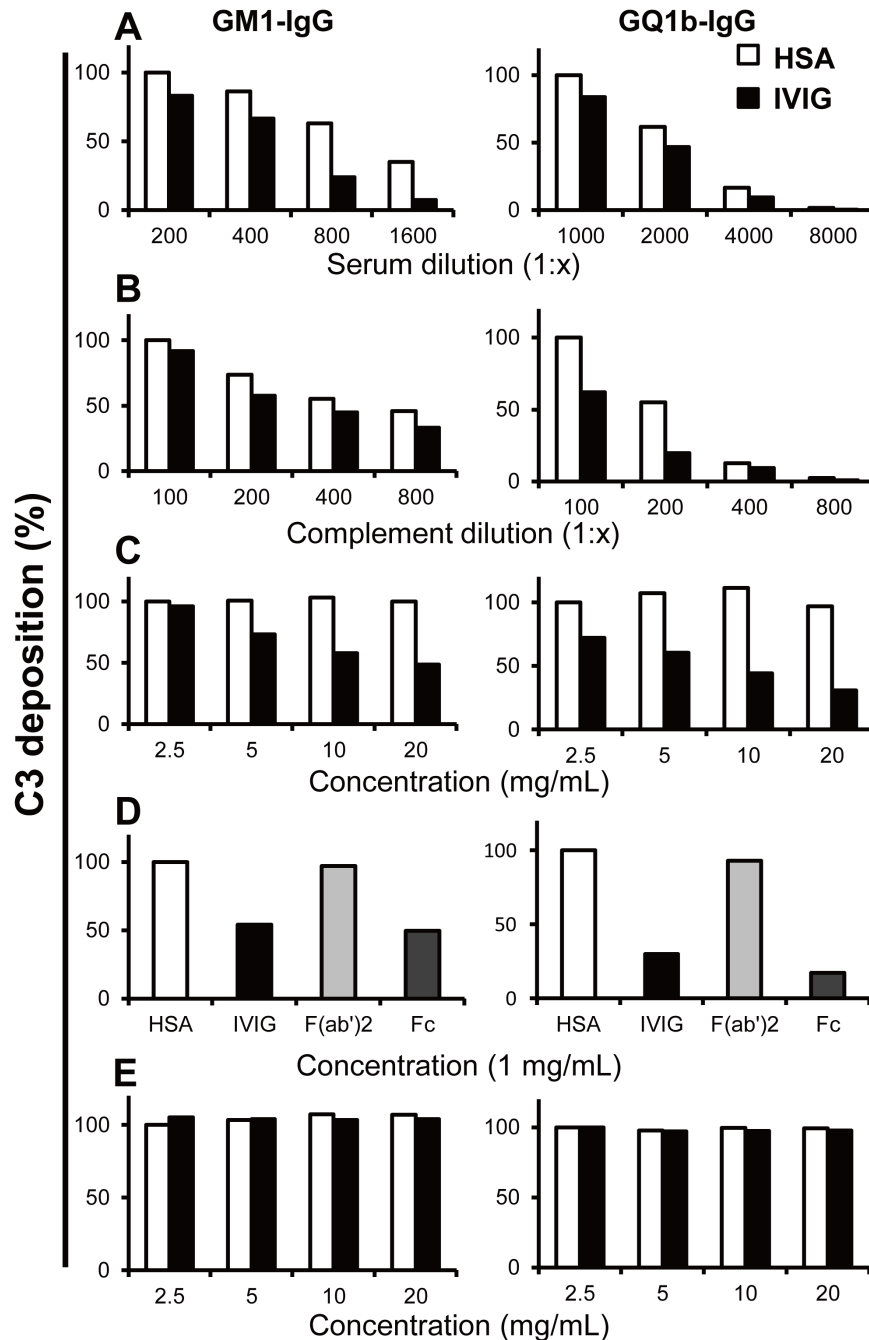 A
GM1-IgG
GQ1b-IgG
HSA
IVIG
100
50
0
200 400 800 1600
100
50
0
1000 2000 4000 8000
Serum dilution (1:x)
B
100
50
0
100 200 400 800
100
50
0
100 200 400 800
Complement dilution (1:x)
C
100
50
0
2.5 5 10 20
100
50
0
2.5 5 10 20
Concentration (mg/mL)
D
100
50
0
HSA IVIG F(ab')2 Fc
100
50
0
HSA IVIG F(ab')2 Fc
Concentration (1 mg/mL)
E
100
50
0
2.5 5 10 20
100
50
0
2.5 5 10 20
Concentration (mg/mL)
C3 deposition (%)